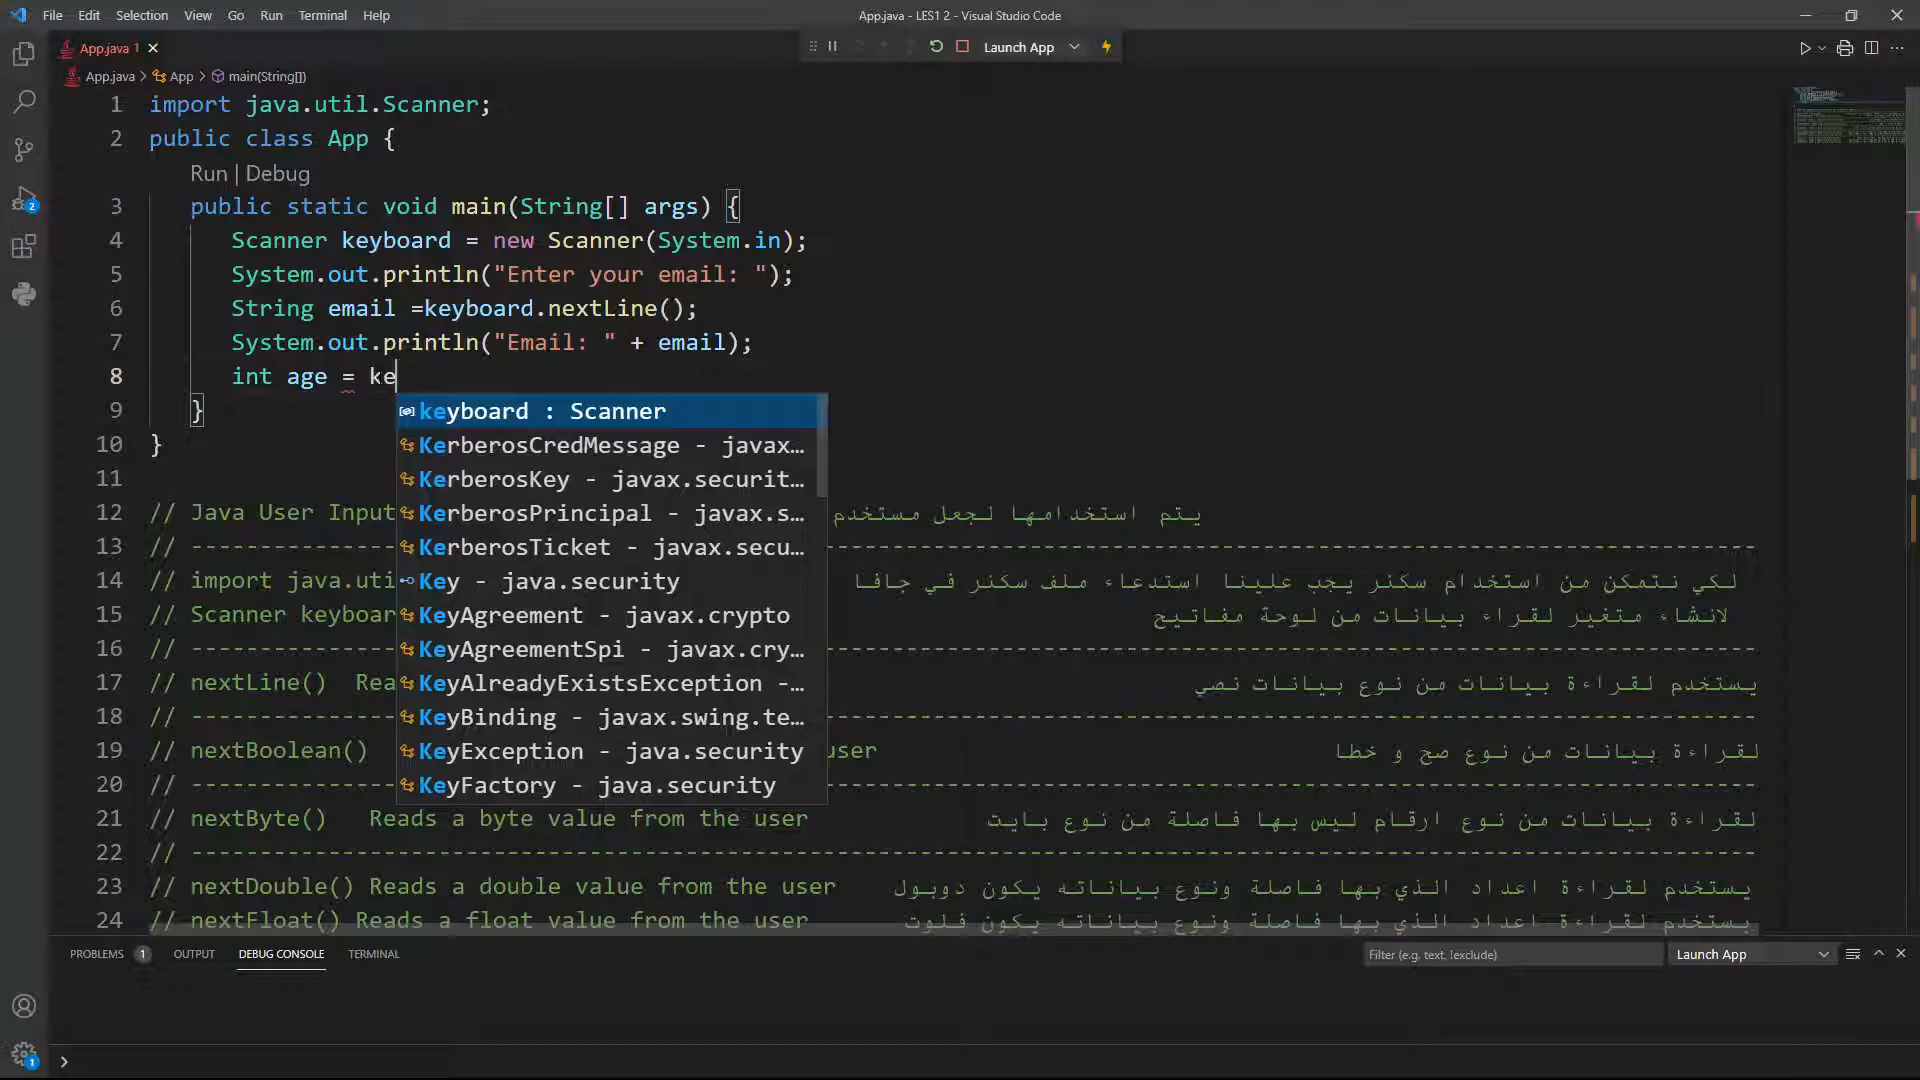 File Edit Selection View Go Run Terminal Help
App.java - LES1 2 - Visual Studio Code
App.java 1
Launch App
App.java > App > main(String[])
1 import java.util.Scanner;
2 public class App {
Run | Debug
3 public static void main(String[] args) {
4 Scanner keyboard = new Scanner(System.in);
5 System.out.println("Enter your email: ");
6 String email =keyboard.nextLine();
7 System.out.println("Email: " + email);
8 int age = ke
9 }
10 }
11
keyboard : Scanner
KerberosCredMessage - javax...
KerberosKey - javax.securit...
KerberosPrincipal - javax.s...
KerberosTicket - javax.secu...
Key - java.security
KeyAgreement - javax.crypto
KeyAgreementSpi - javax.cry...
KeyAlreadyExistsException -...
KeyBinding - javax.swing.te...
KeyException - java.security
KeyFactory - java.security
12 // Java User Input يتم استخدامها لجعل مستخدم
13 // ----------------------------------------
14 // import java.uti لكي نتمكن من استخدام سكنر يجب علينا استدعاء ملف سكنر في جافا
15 // Scanner keyboar لانشاء متغير لقراء بيانات من لوحة مفاتيح
16 // ----------------------------------------
17 // nextLine() Rea يستخدم لقراءة بيانات من نوع بيانات نصي
18 // ----------------------------------------
19 // nextBoolean() user لقراءة بيانات من نوع صح و خطا
20 // ----------------------------------------
21 // nextByte() Reads a byte value from the user لقراءة بيانات من نوع ارقام ليس بها فاصلة من نوع بايت
22 // ----------------------------------------
23 // nextDouble() Reads a double value from the user يستخدم لقراءة اعداد الذي بها فاصلة ونوع بياناته يكون دوبول
24 // nextFloat() Reads a float value from the user يستخدم لقراءة اعداد الذي بها فاصلة ونوع بياناته يكون فلوت
PROBLEMS 1 OUTPUT DEBUG CONSOLE TERMINAL
Filter (e.g. text, !exclude)
Launch App
2
1
>